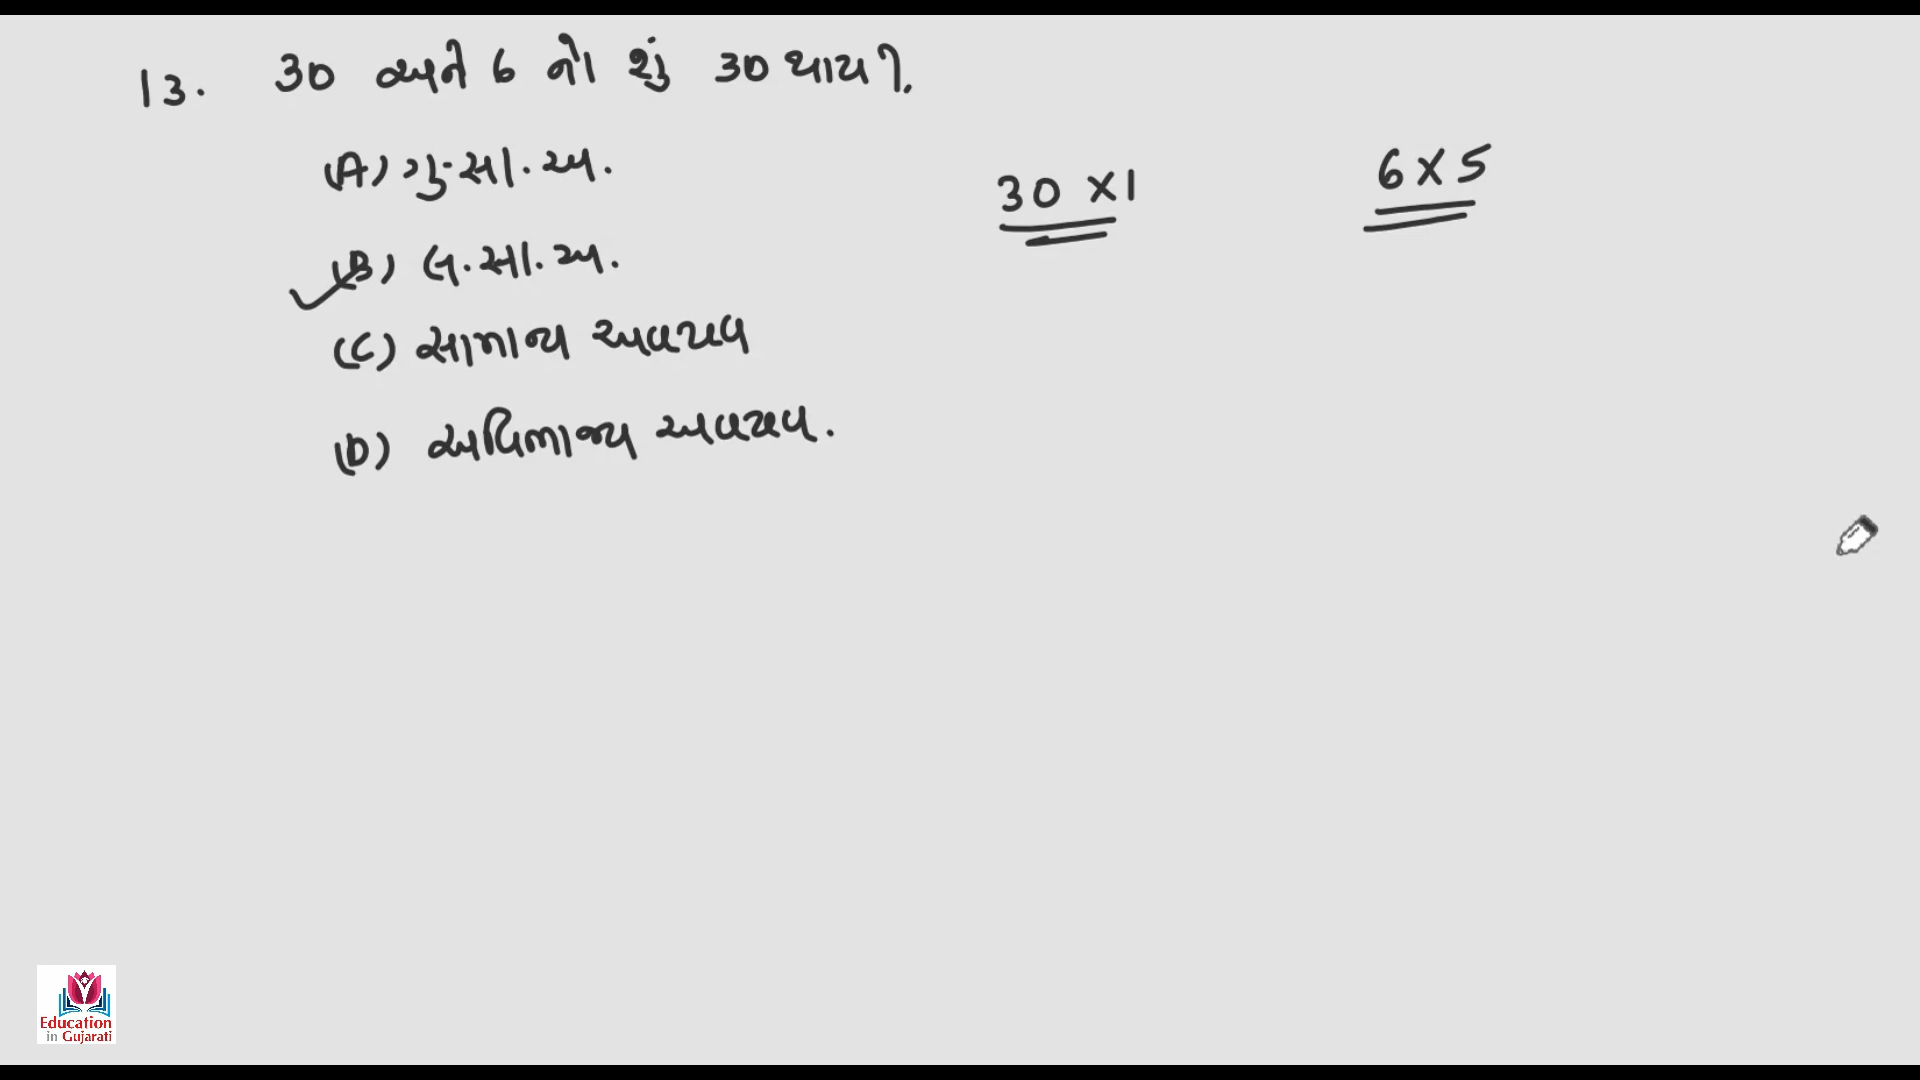 13. 30 અને 6 નો શું 30 થાય ?.
(A) ગુ.સા.અ.
30 ×1
6×5
(B) લ.સા.અ.
(C) સામાન્ય અવયવ
(D) અવિભાજ્ય અવયવ.
Education
in Gujarati